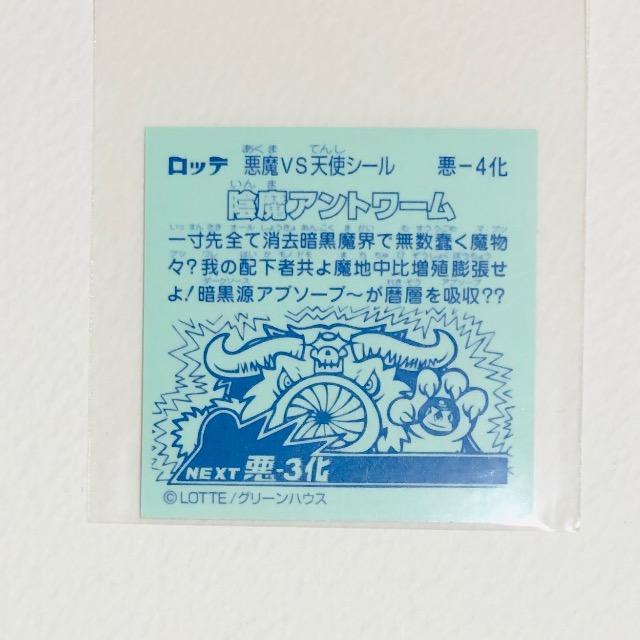 ロッテ 悪魔VS天使シール 悪-4化
陰魔アントワーム
一寸先全て消去暗黒魔界で無数蠢く魔物
々?我の配下者共よ魔地中比増殖膨張せ
よ!暗黒源アブソーブ〜が暦層を吸収??
NEXT 悪-3化
©LOTTE/グリーンハウス